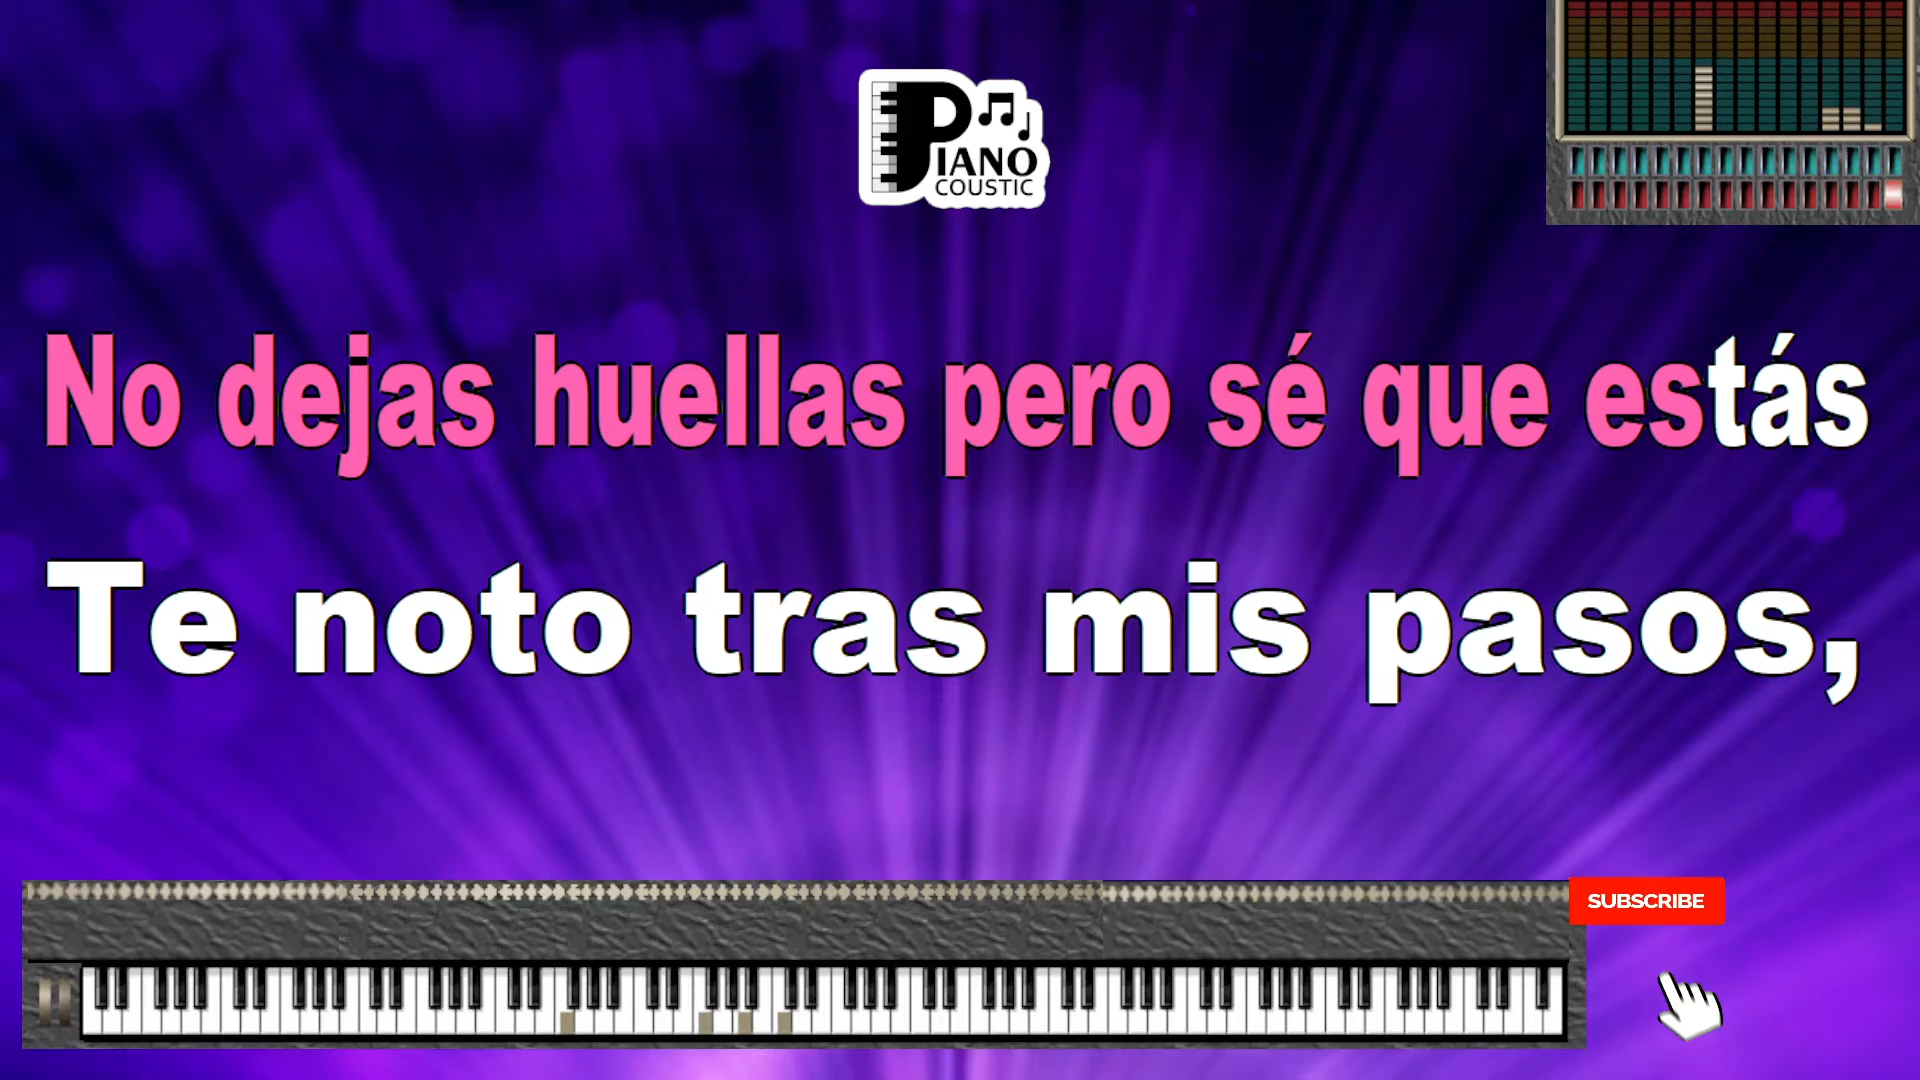 PIANO
COUSTIC
No dejas huellas pero sé que estás
Te noto tras mis pasos,
SUBSCRIBE